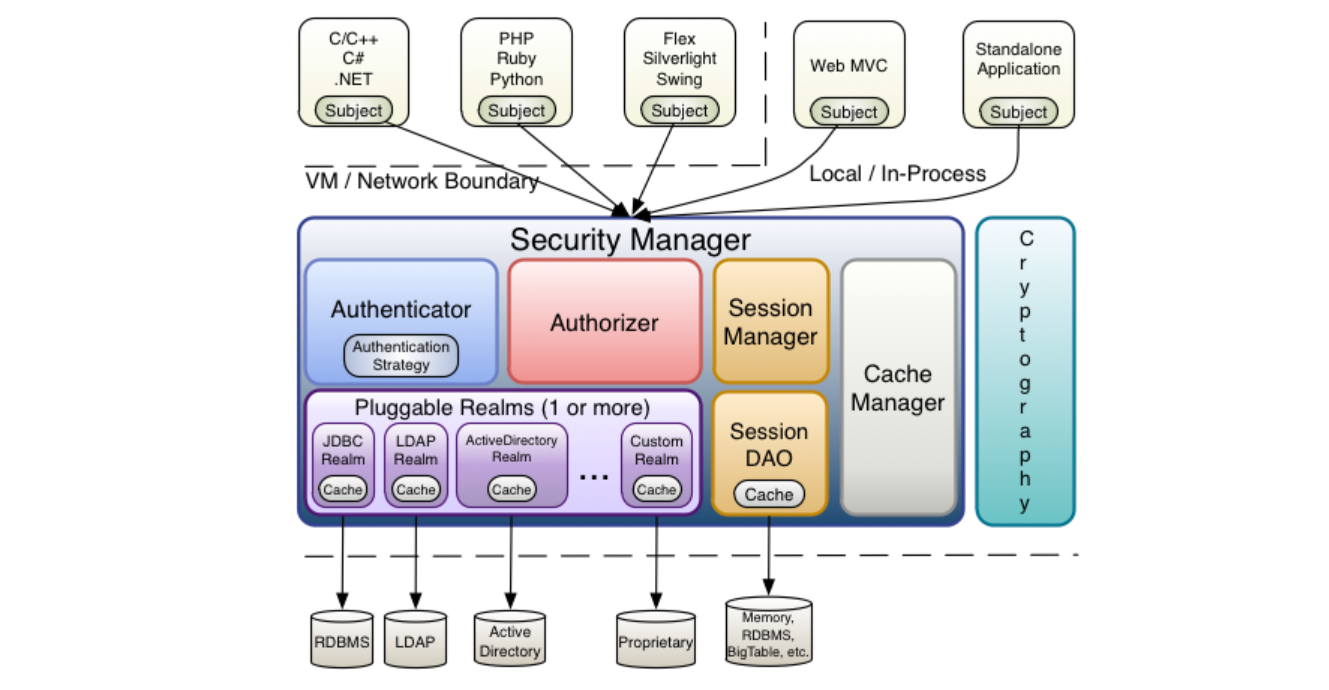 C/C++
C#
.NET
Subject
PHP
Ruby
Python
Subject
Flex
Silverlight
Swing
Subject
Web MVC
Subject
Standalone
Application
Subject
VM / Network Boundary
Local / In-Process
Security Manager
Authenticator
Authentication
Strategy
Authorizer
Session
Manager
Cache
Manager
Cryptography
Pluggable Realms (1 or more)
JDBC
Realm
Cache
LDAP
Realm
Cache
ActiveDirectory
Realm
Cache
...
Custom
Realm
Cache
Session
DAO
Cache
RDBMS
LDAP
Active
Directory
Proprietary
Memory,
RDBMS,
BigTable, etc.